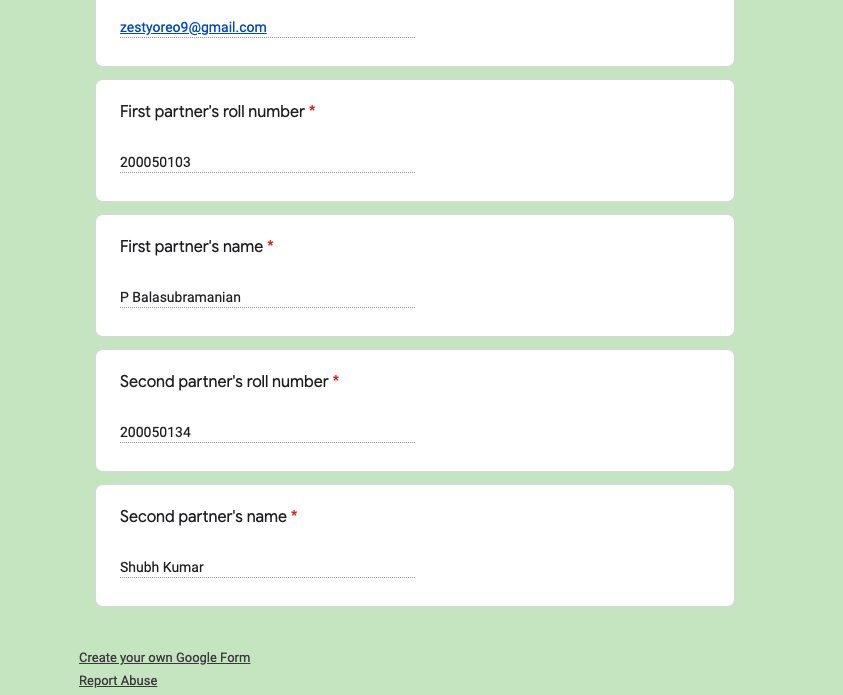 zestyoreo9@gmail.com
First partner's roll number *
200050103
First partner's name *
P Balasubramanian
Second partner's roll number *
200050134
Second partner's name *
Shubh Kumar
Create your own Google Form
Report Abuse